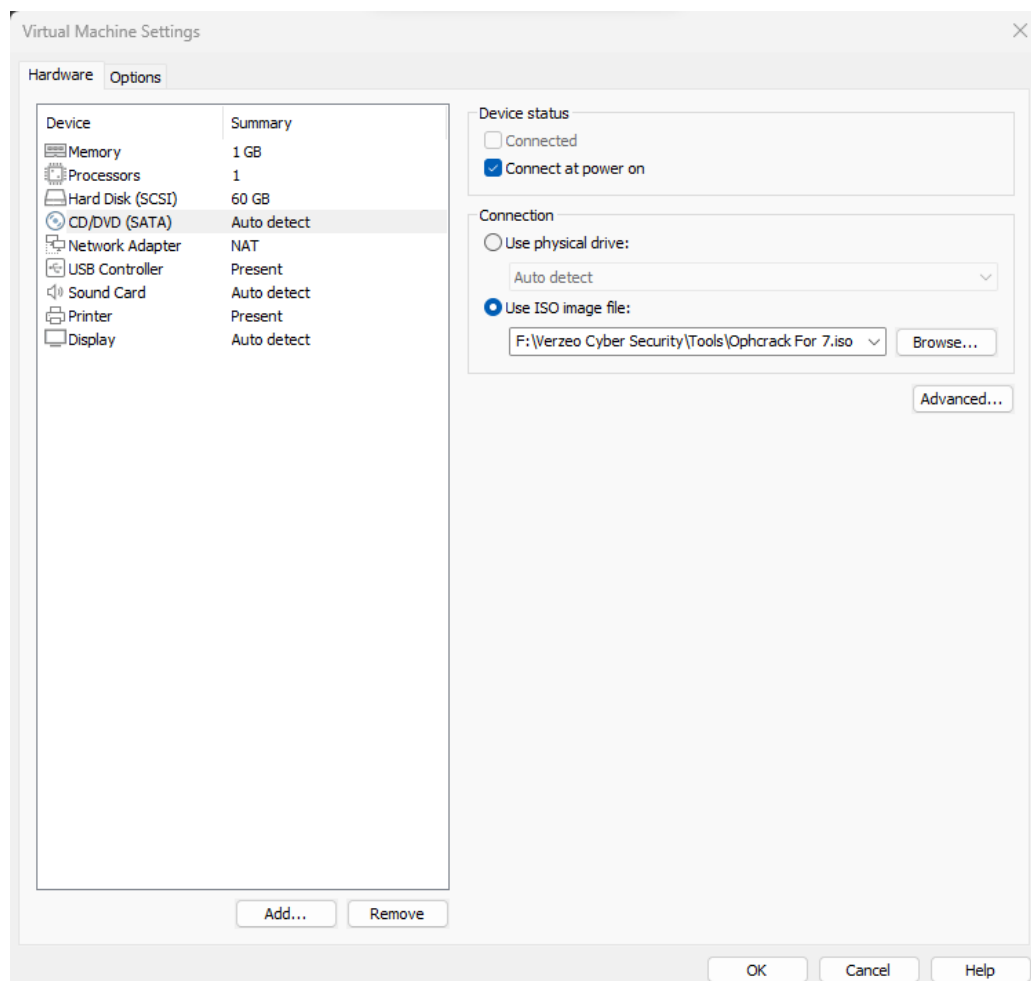 Virtual Machine Settings
Hardware Options
Device Summary
Memory 1 GB
Processors 1
Hard Disk (SCSI) 60 GB
CD/DVD (SATA) Auto detect
Network Adapter NAT
USB Controller Present
Sound Card Auto detect
Printer Present
Display Auto detect
Add... Remove
Device status
Connected
Connect at power on
Connection
Use physical drive:
Auto detect
Use ISO image file:
F:\Verzeo Cyber Security\Tools\Ophcrack For 7.iso Browse...
Advanced...
OK Cancel Help